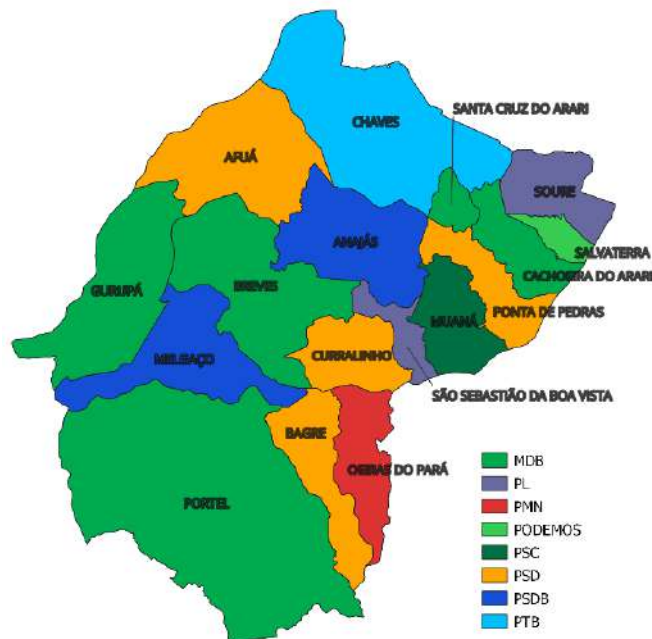 SANTA CRUZ DO ARARI
CHAVES
AFUÁ
SOURE
ANAJÁS
SALVATERRA
CACHOEIRA DO ARARI
GURUPÁ
BREVES
PONTA DE PEDRAS
MUANÁ
MELGAÇO
CURRALINHO
SÃO SEBASTIÃO DA BOA VISTA
BAGRE
OEIRAS DO PARÁ
PORTEL
MDB
PL
PMN
PODEMOS
PSC
PSD
PSDB
PTB